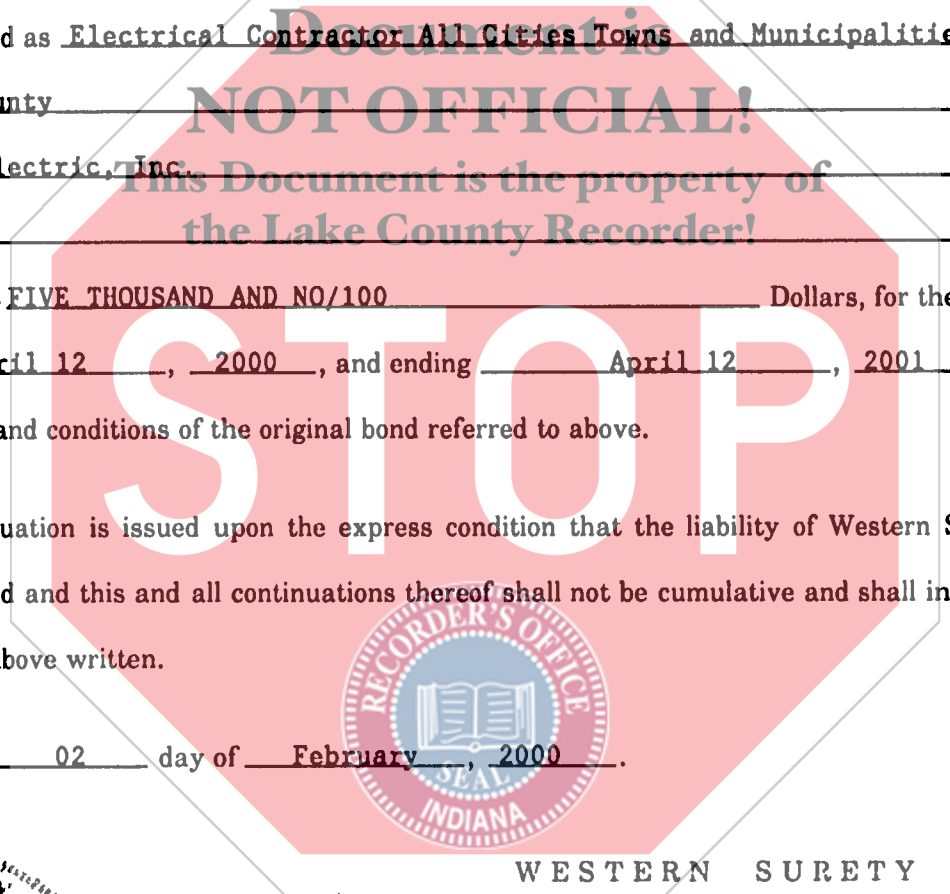 d as Electrical Contractor All Cities Towns and Municipalitie
Document is
unty
NOT OFFICIAL!
lectric, Inc.
This Document is the property of
the Lake County Recorder!
FIVE THOUSAND AND NO/100 Dollars, for the
ril 12, 2000, and ending April 12, 2001
STOP
and conditions of the original bond referred to above.
uation is issued upon the express condition that the liability of Western S
d and this and all continuations thereof shall not be cumulative and shall in
bove written.
RECORDER'S OFFICE
02 day of February, 2000.
SEAL
INDIANA
WESTERN SURETY